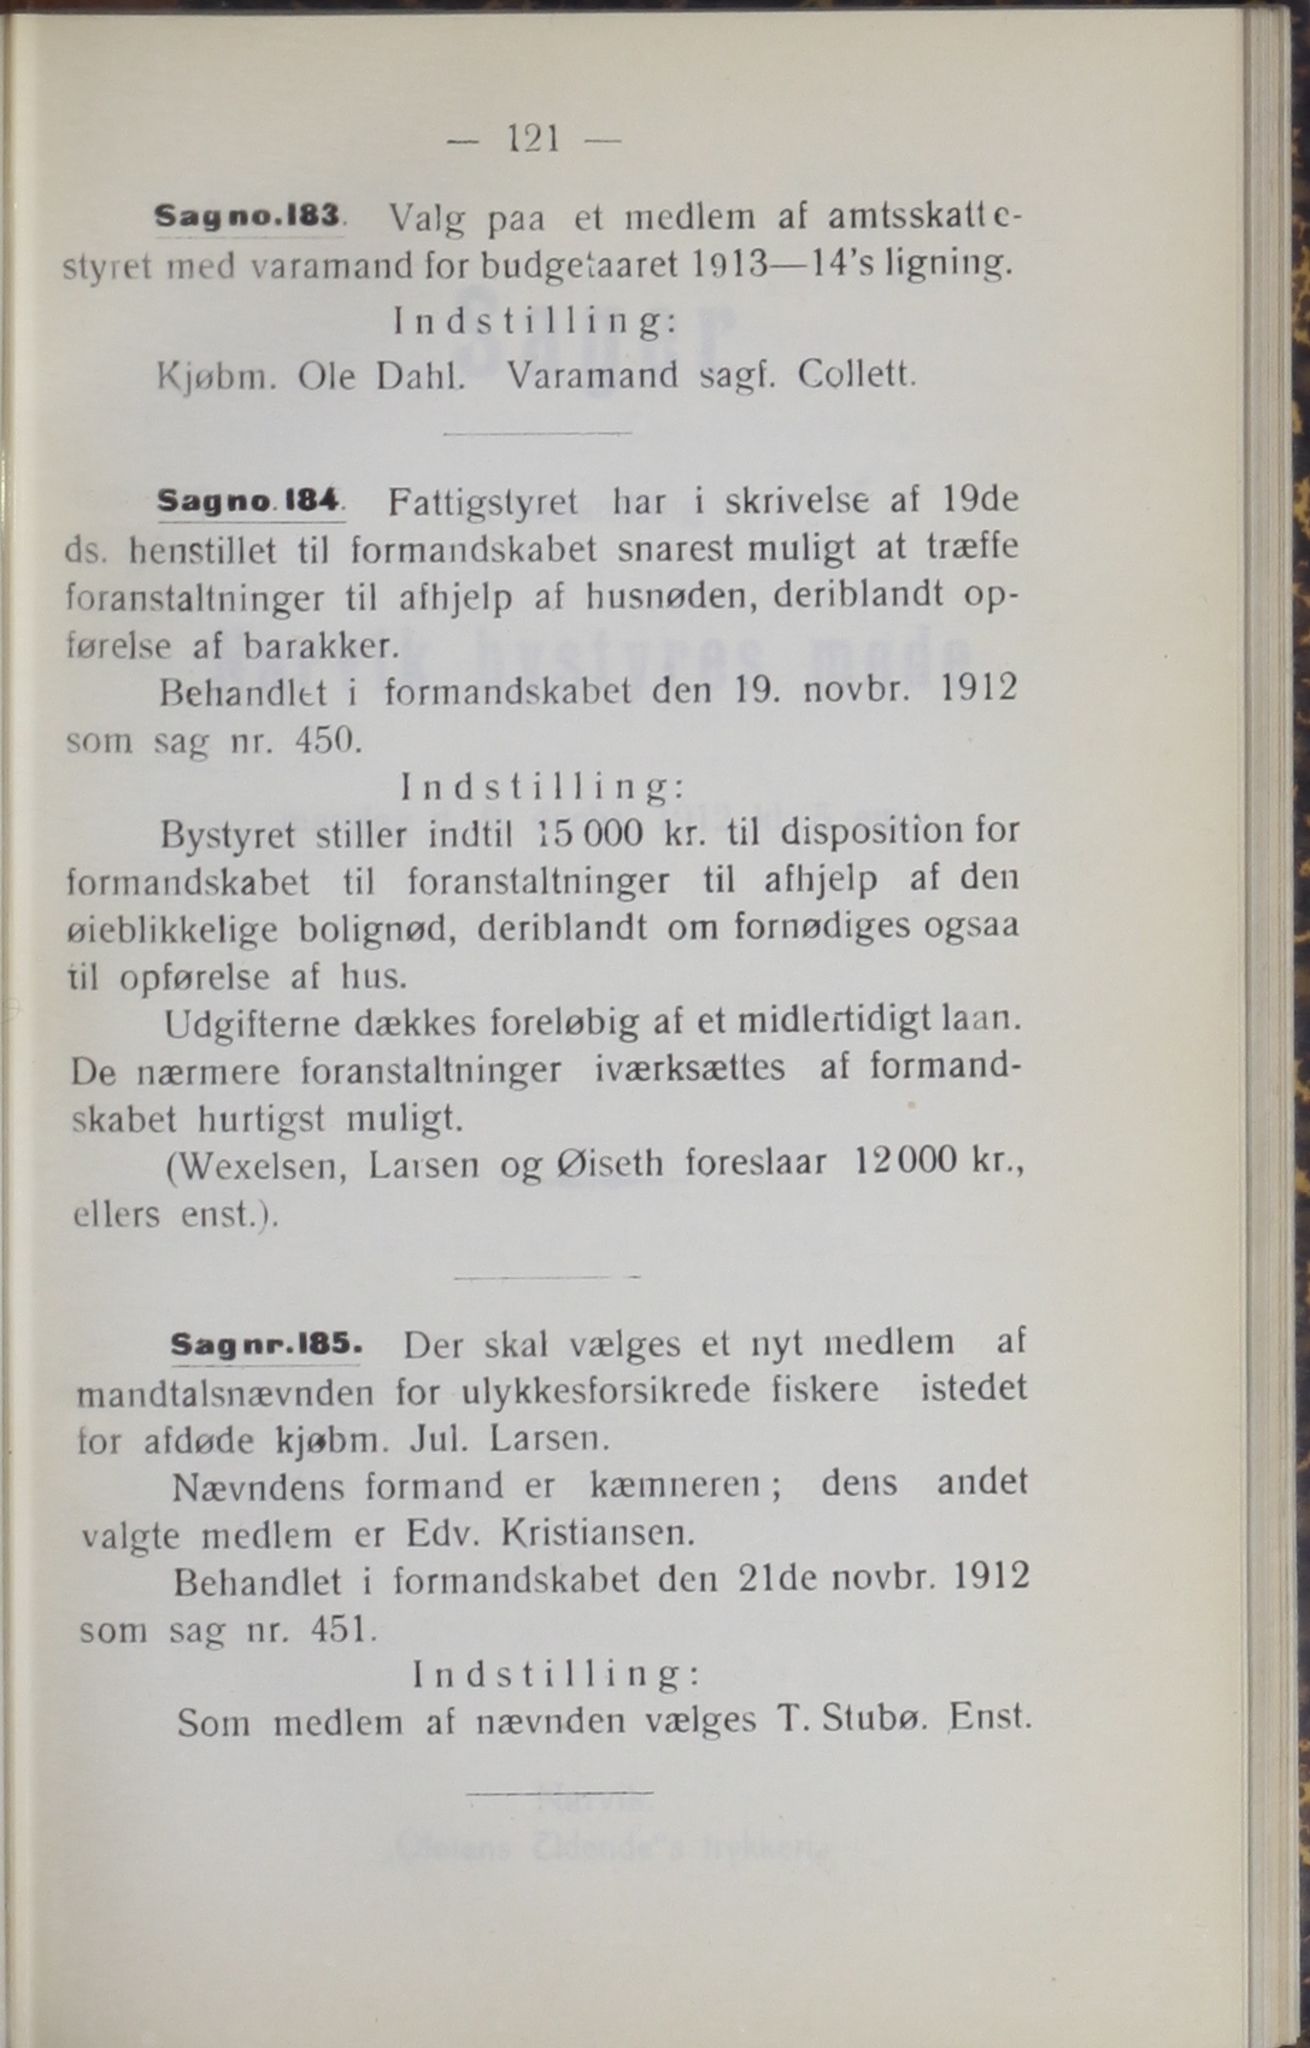 — 121 —
Sag no. 183. Valg paa et medlem af amtsskatte-
styret med varamand for budgetaaret 1913—14's ligning.
Indstilling:
Kjøbm. Ole Dahl. Varamand sagf. Collett.
Sag no. 184. Fattigstyret har i skrivelse af 19de
ds. henstillet til formandskabet snarest muligt at træffe
foranstaltninger til afhjelp af husnøden, deriblandt op-
førelse af barakker.
Behandlet i formandskabet den 19. novbr. 1912
som sag nr. 450.
Indstilling:
Bystyret stiller indtil 15 000 kr. til disposition for
formandskabet til foranstaltninger til afhjelp af den
øieblikkelige bolignød, deriblandt om fornødiges ogsaa
til opførelse af hus.
Udgifterne dækkes foreløbig af et midlertidigt laan.
De nærmere foranstaltninger iværksættes af formand-
skabet hurtigst muligt.
(Wexelsen, Larsen og Øiseth foreslaar 12 000 kr.,
ellers enst.).
Sag nr. 185. Der skal vælges et nyt medlem af
mandtalsnævnden for ulykkesforsikrede fiskere istedet
for afdøde kjøbm. Jul. Larsen.
Nævndens formand er kæmneren; dens andet
valgte medlem er Edv. Kristiansen.
Behandlet i formandskabet den 21de novbr. 1912
som sag nr. 451.
Indstilling:
Som medlem af nævnden vælges T. Stubø. Enst.